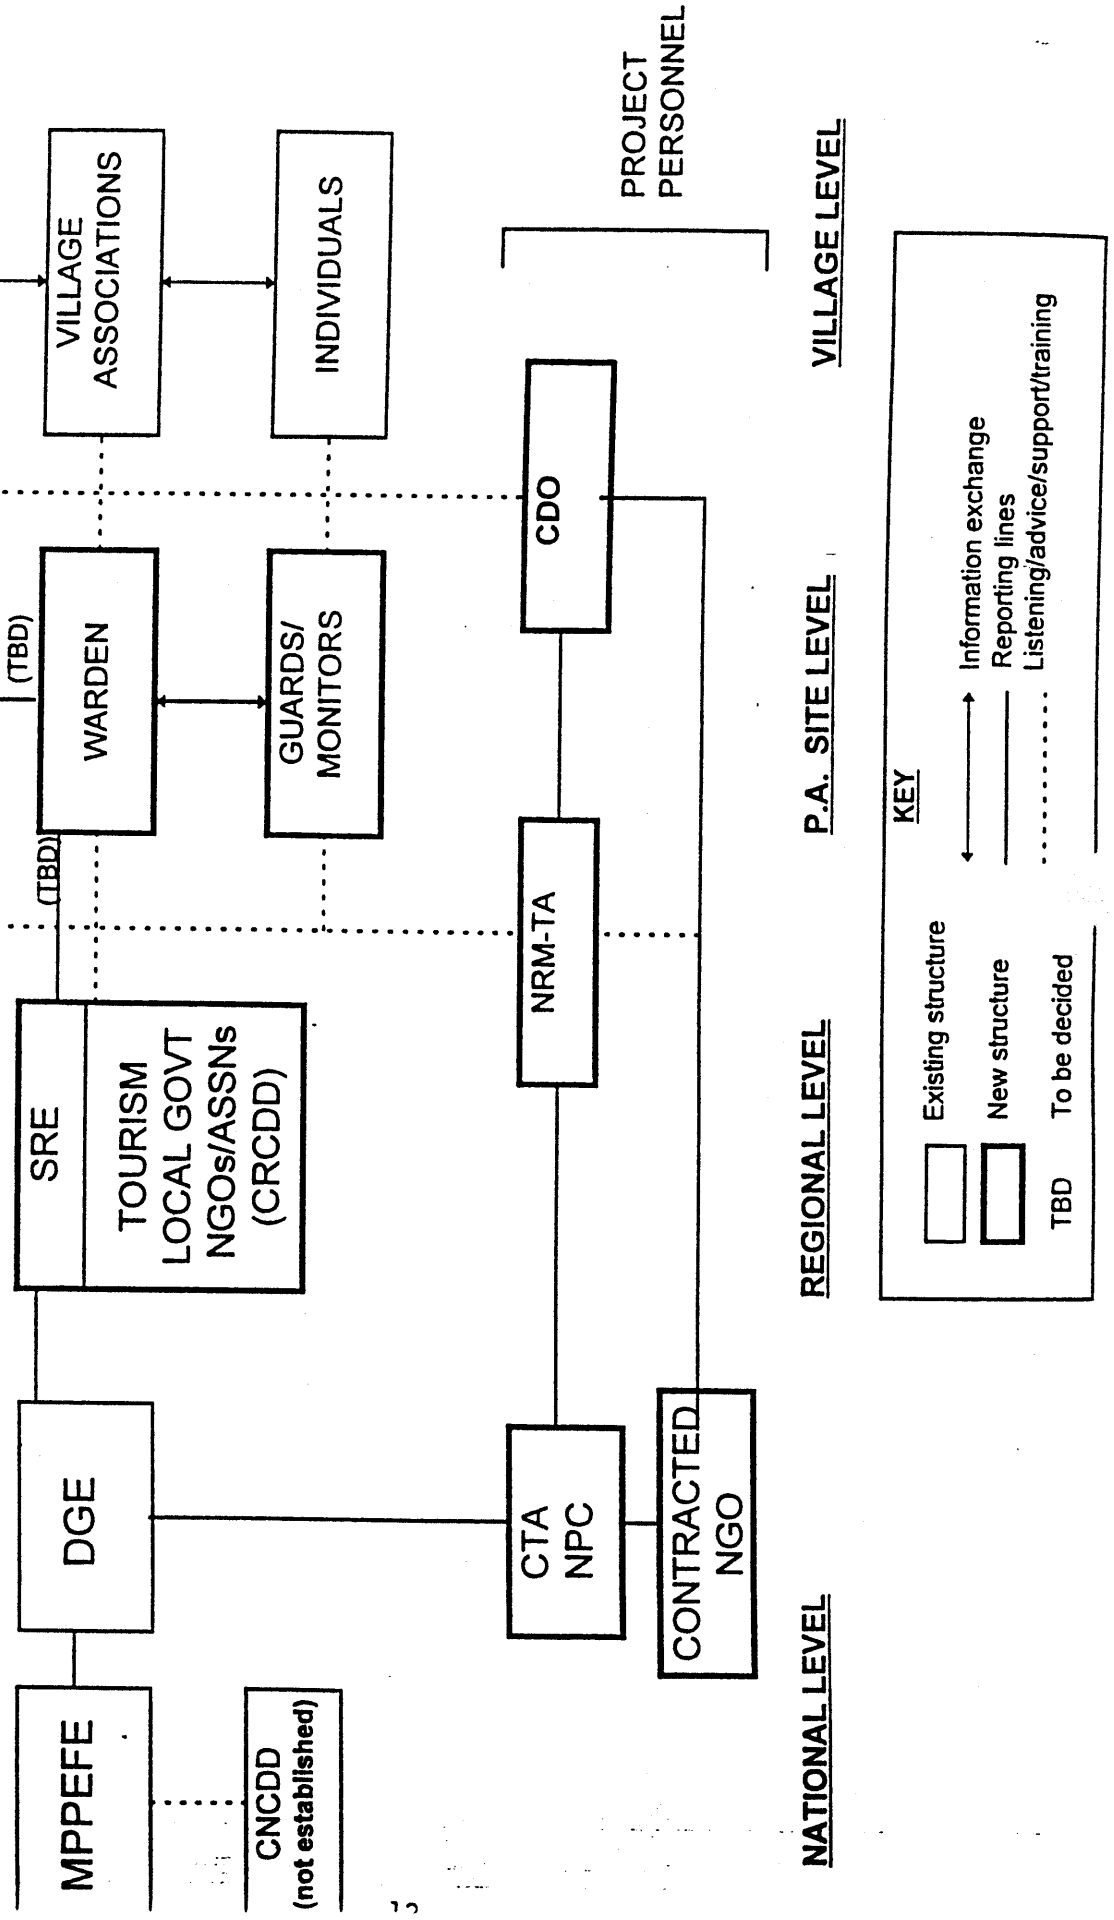 MPPEFE
CNCDD
(not established)
DGE
SRE
TOURISM
LOCAL GOVT
NGOs/ASSNs
(CRCDD)
(TBD)
(TBD)
WARDEN
GUARDS/
MONITORS
VILLAGE
ASSOCIATIONS
INDIVIDUALS
CTA
NPC
CONTRACTED
NGO
NRM-TA
CDO
PROJECT
PERSONNEL
NATIONAL LEVEL
REGIONAL LEVEL
P.A. SITE LEVEL
VILLAGE LEVEL
KEY
Existing structure
New structure
TBD To be decided
Information exchange
Reporting lines
Listening/advice/support/training